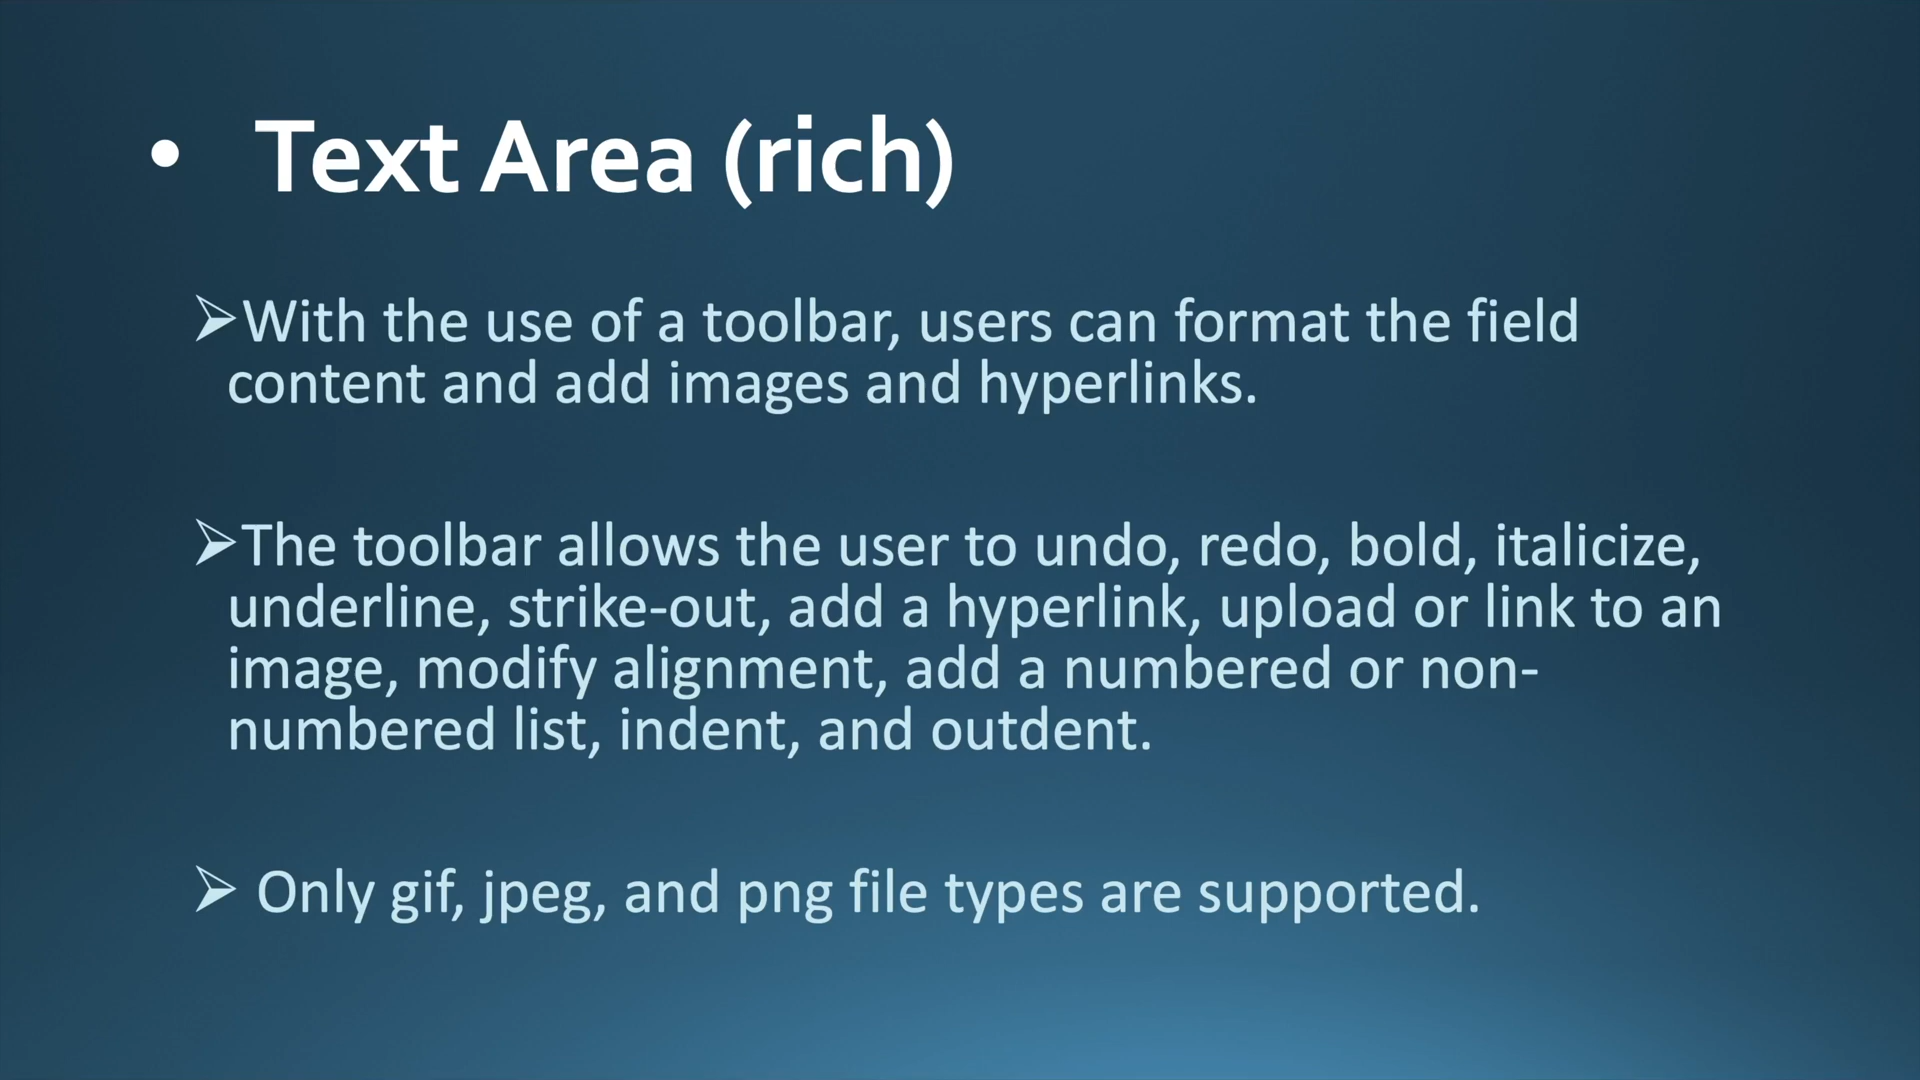 • Text Area (rich)
➢With the use of a toolbar, users can format the field
content and add images and hyperlinks.
➢The toolbar allows the user to undo, redo, bold, italicize,
underline, strike-out, add a hyperlink, upload or link to an
image, modify alignment, add a numbered or non-
numbered list, indent, and outdent.
➢ Only gif, jpeg, and png file types are supported.